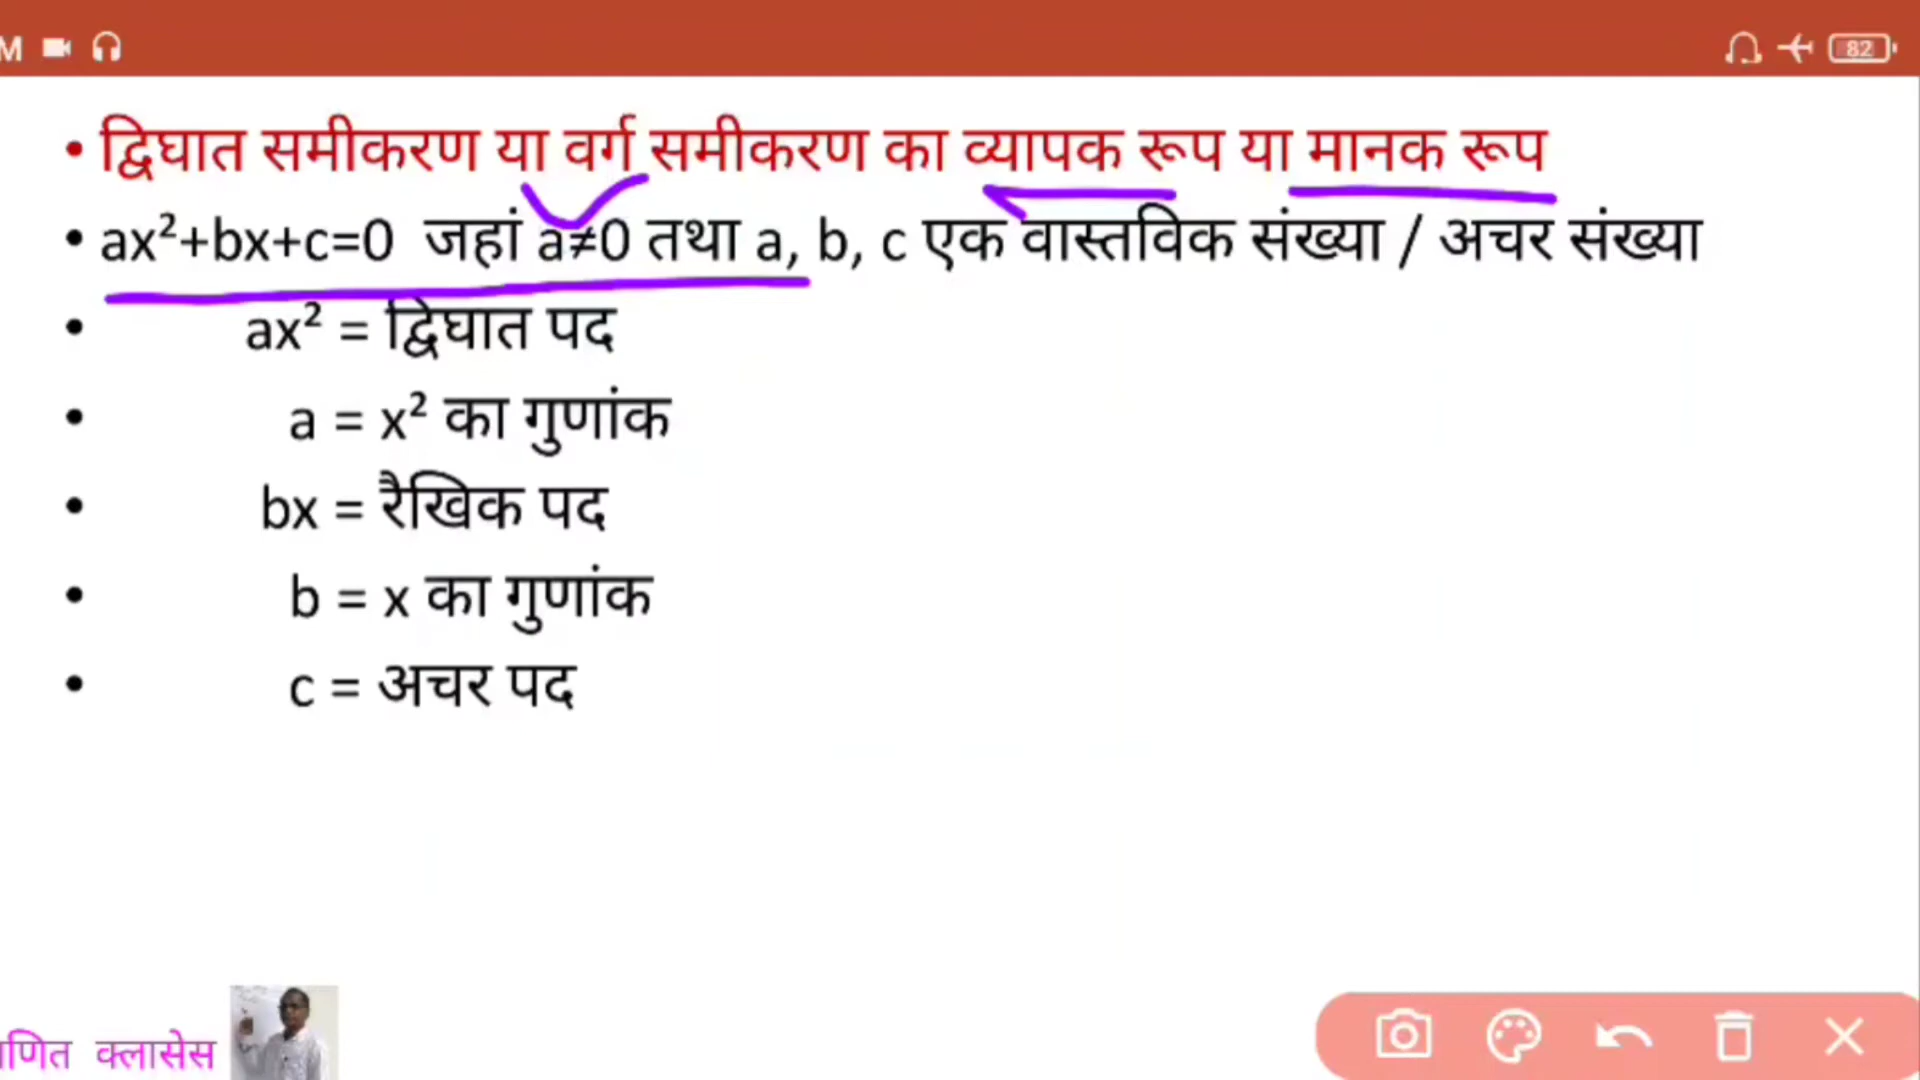 82
• द्विघात समीकरण या वर्ग समीकरण का व्यापक रूप या मानक रूप
• ax²+bx+c=0 जहां a≠0 तथा a, b, c एक वास्तविक संख्या / अचर संख्या
• ax² = द्विघात पद
• a = x² का गुणांक
• bx = रैखिक पद
• b = x का गुणांक
• c = अचर पद
क्लासेस